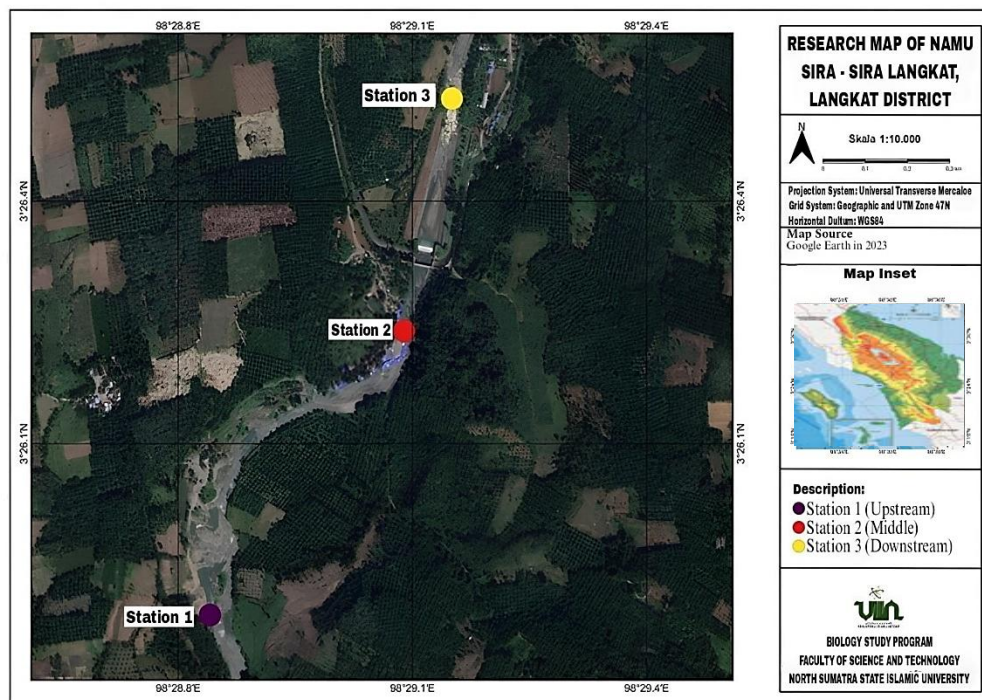 98°28.8'E
98°29.1'E
98°29.4'E
Station 3
3°26.4'N
3°26.4'N
Station 2
3°26.1'N
3°26.1'N
Station 1
98°28.8'E
98°29.1'E
98°29.4'E
RESEARCH MAP OF NAMU
SIRA - SIRA LANGKAT,
LANGKAT DISTRICT
N
Skala 1:10.000
0 0.1 0.2
Projection System: Universal Transverse Mercaloe
Grid System: Geographic and UTM Zone 47N
Horizontal Dultum: WGS84
Map Source
Google Earth in 2023
Map Inset
Description:
Station 1 (Upstream)
Station 2 (Middle)
Station 3 (Downstream)
BIOLOGY STUDY PROGRAM
FACULTY OF SCIENCE AND TECHNOLOGY
NORTH SUMATRA STATE ISLAMIC UNIVERSITY